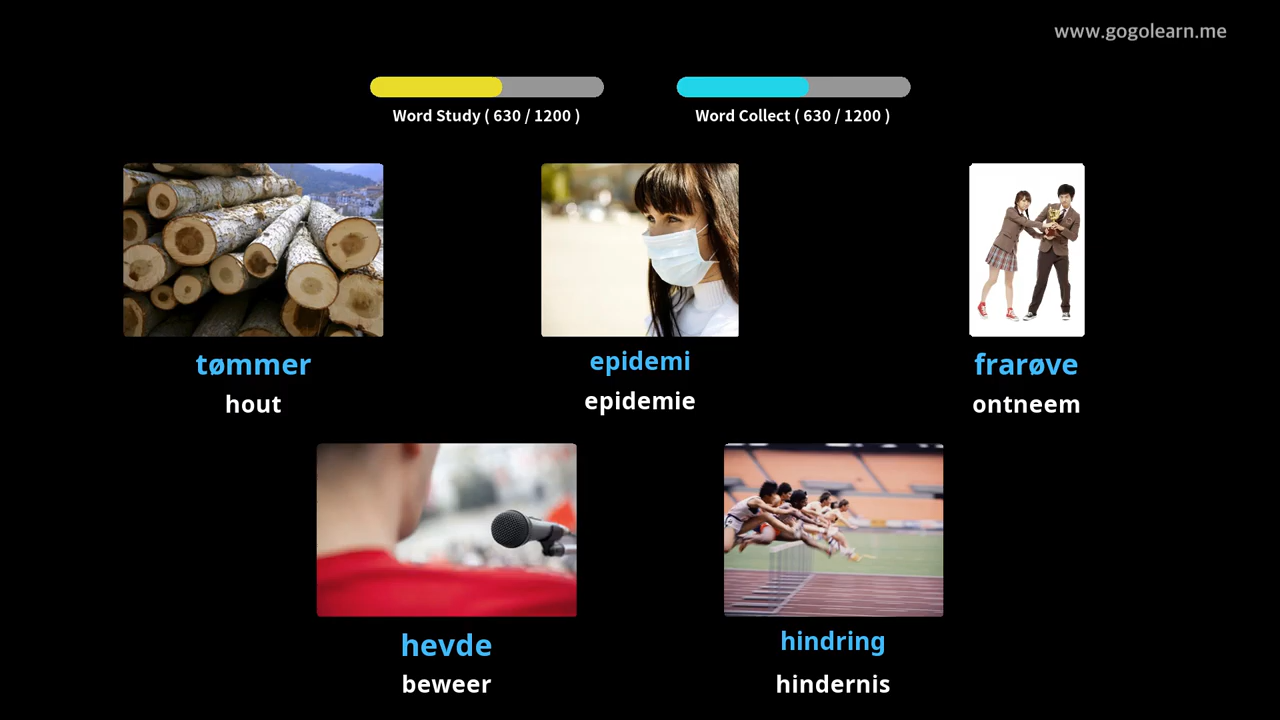 www.gogolearn.me
Word Study ( 630 / 1200 )
Word Collect ( 630 / 1200 )
tømmer
hout
epidemi
epidemie
frarøve
ontneem
hevde
beweer
hindring
hindernis